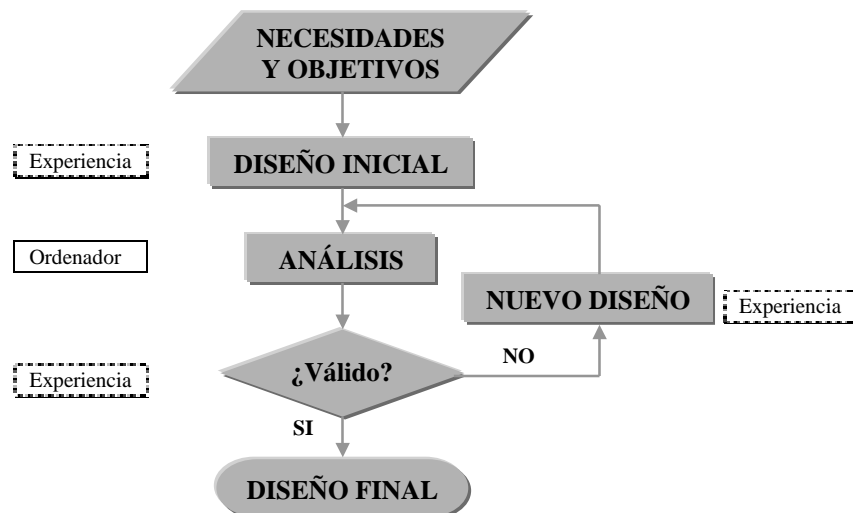 NECESIDADES
Y OBJETIVOS
Experiencia
DISEÑO INICIAL
Ordenador
ANÁLISIS
NUEVO DISEÑO
Experiencia
Experiencia
¿Válido?
NO
SI
DISEÑO FINAL